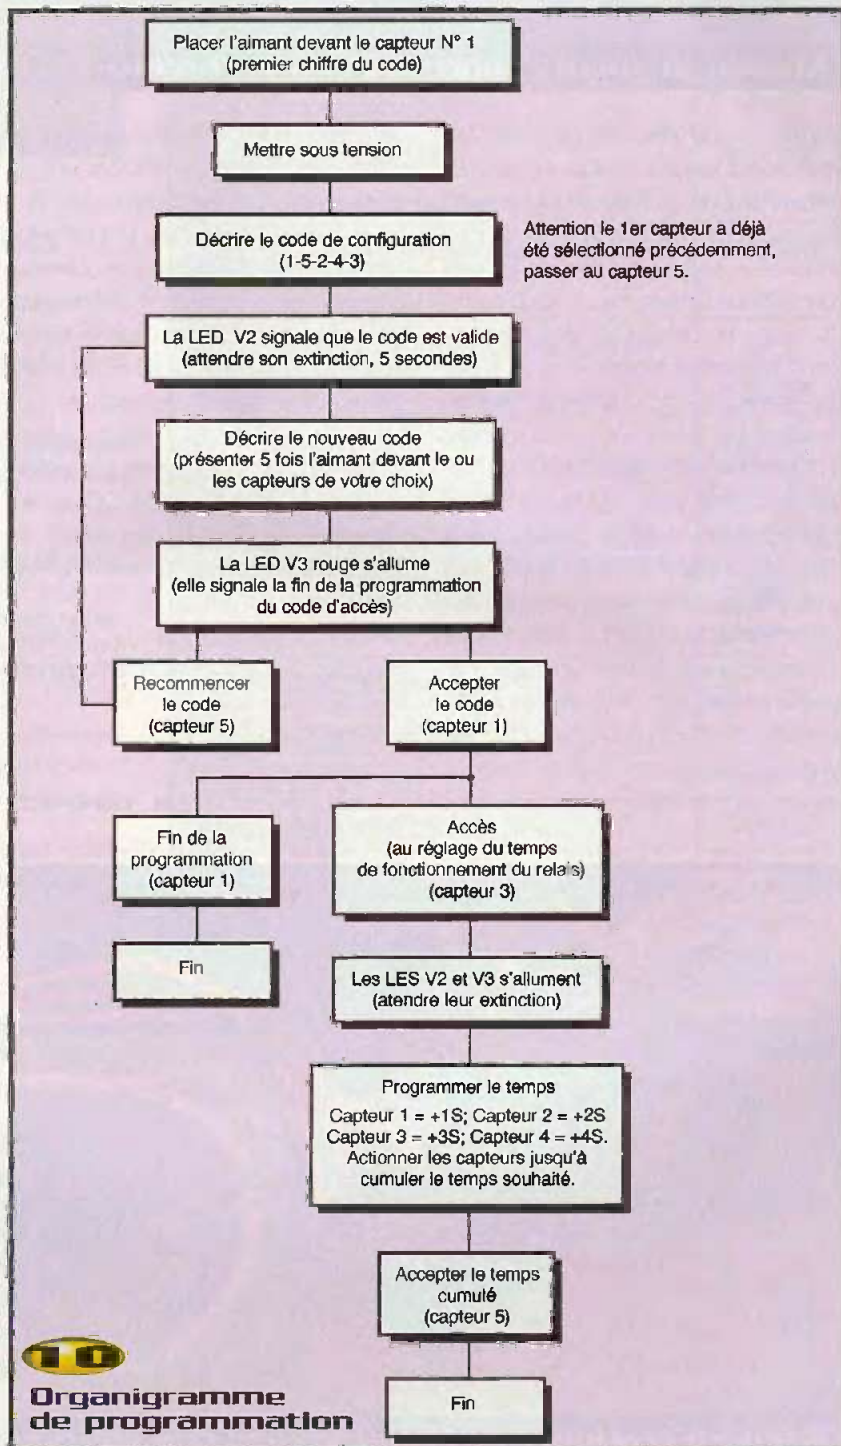 Placer l'aimant devant le capteur N° 1
(premier chiffre du code)
Mettre sous tension
Décrire le code de configuration
(1-5-2-4-3)
Attention le 1er capteur a déjà
été sélectionné précédemment,
passer au capteur 5.
La LED V2 signale que le code est valide
(attendre son extinction, 5 secondes)
Décrire le nouveau code
(présenter 5 fois l'aimant devant le ou
les capteurs de votre choix)
La LED V3 rouge s'allume
(elle signale la fin de la programmation
du code d'accès)
Recommencer
le code
(capteur 5)
Accepter
le code
(capteur 1)
Fin de la
programmation
(capteur 1)
Accès
(au réglage du temps
de fonctionnement du relais)
(capteur 3)
Fin
Les LES V2 et V3 s'allument
(atendre leur extinction)
Programmer le temps
Capteur 1 = +1S; Capteur 2 = +2S
Capteur 3 = +3S; Capteur 4 = +4S.
Actionner les capteurs jusqu'à
cumuler le temps souhaité.
Accepter le temps
cumulé
(capteur 5)
Fin
10
Organigramme
de programmation